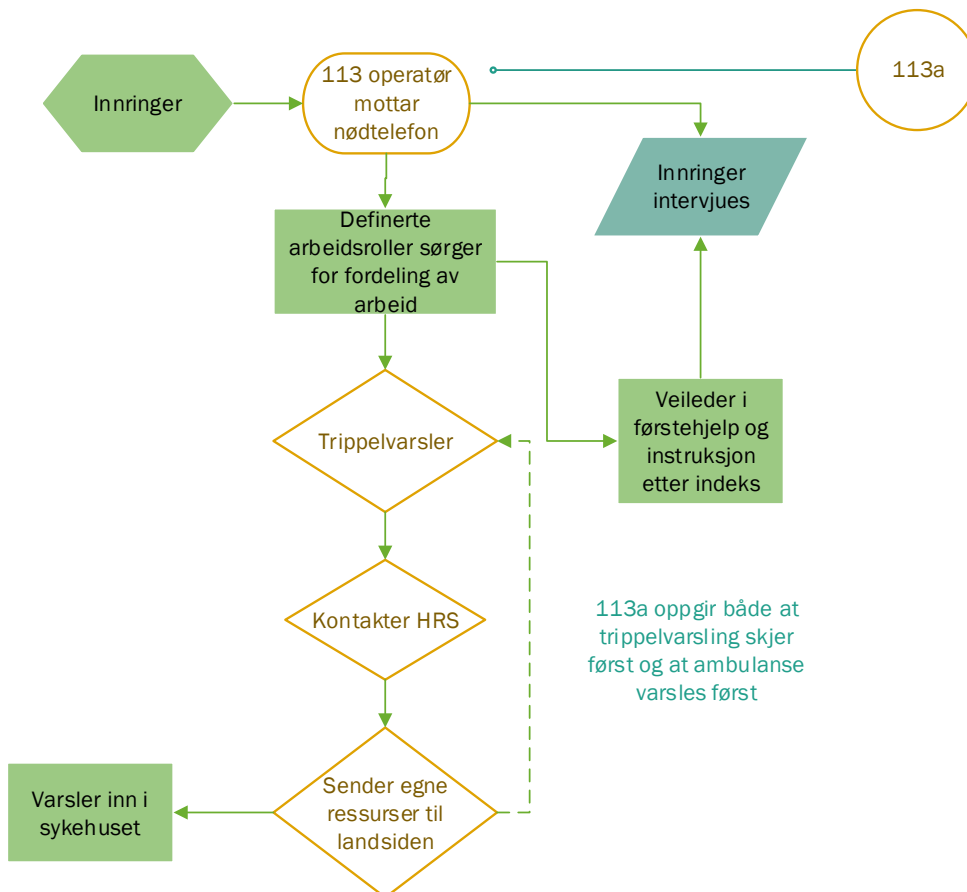 Innringer
113 operatør
mottar
nødtelefon
113a
Innringer
intervjues
Definerte
arbeidsroller sørger
for fordeling av
arbeid
Trippelvarsler
Veileder i
førstehjelp og
instruksjon
etter indeks
Kontakter HRS
113a oppgir både at
trippelvarsling skjer
først og at ambulanse
varsles først
Sender egne
ressurser til
landsiden
Varsler inn i
sykehuset